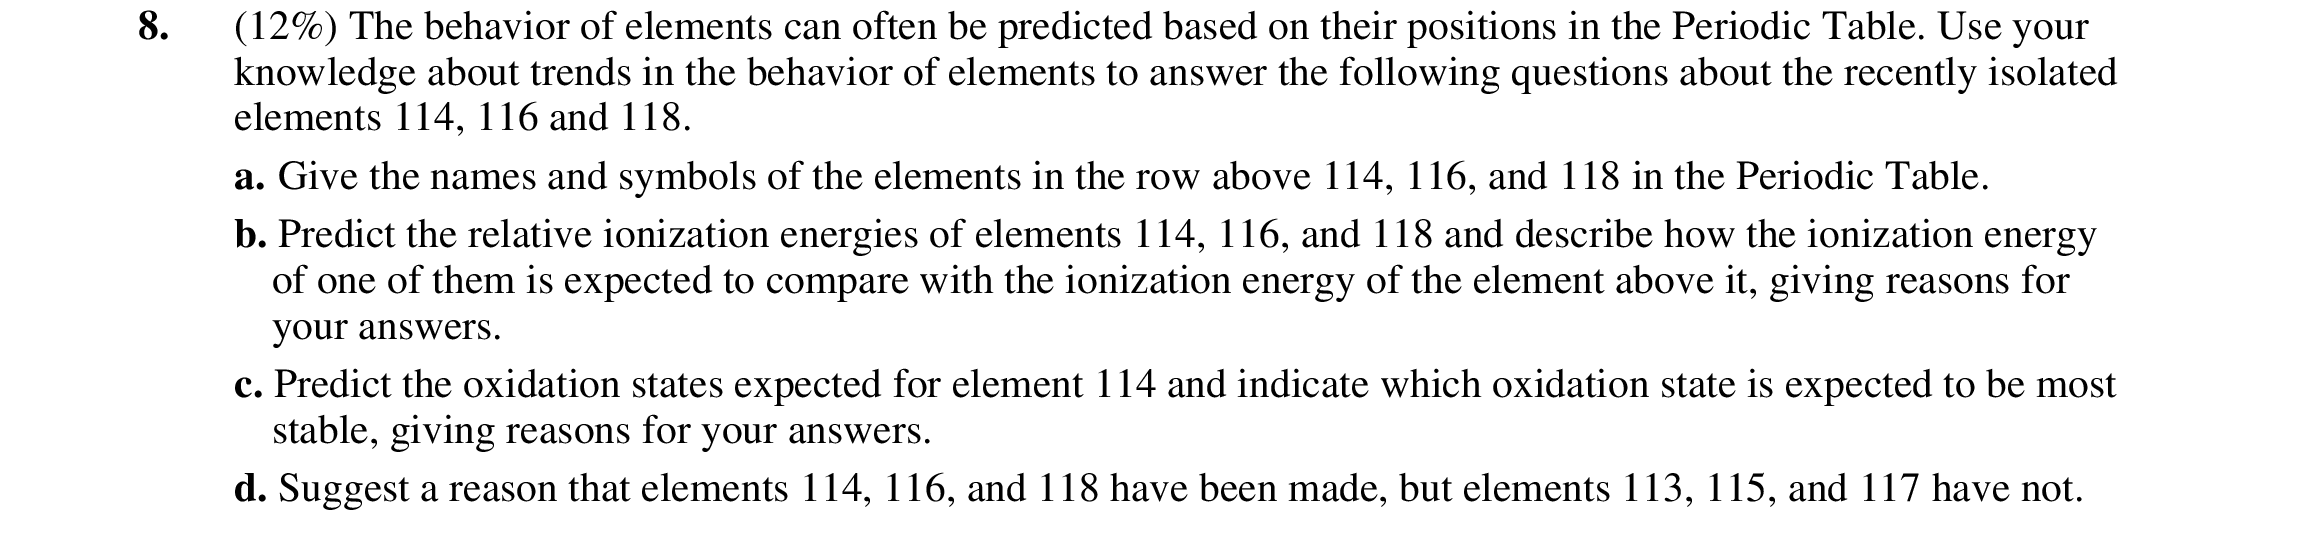 8. (12%) The behavior of elements can often be predicted based on their positions in the Periodic Table. Use your
knowledge about trends in the behavior of elements to answer the following questions about the recently isolated
elements 114, 116 and 118.
a. Give the names and symbols of the elements in the row above 114, 116, and 118 in the Periodic Table.
b. Predict the relative ionization energies of elements 114, 116, and 118 and describe how the ionization energy
of one of them is expected to compare with the ionization energy of the element above it, giving reasons for
your answers.
c. Predict the oxidation states expected for element 114 and indicate which oxidation state is expected to be most
stable, giving reasons for your answers.
d. Suggest a reason that elements 114, 116, and 118 have been made, but elements 113, 115, and 117 have not.